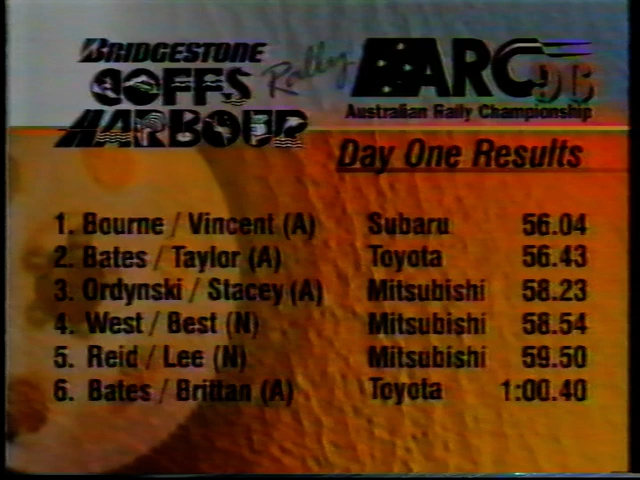 BRIDGESTONE
COFFS Rally
HARBOUR
ARC 96
Australian Rally Championship
Day One Results
1. Bourne / Vincent (A) Subaru 56.04
2. Bates / Taylor (A) Toyota 56.43
3. Ordynski / Stacey (A) Mitsubishi 58.23
4. West / Best (N) Mitsubishi 58.54
5. Reid / Lee (N) Mitsubishi 59.50
6. Bates / Brittan (A) Toyota 1:00.40